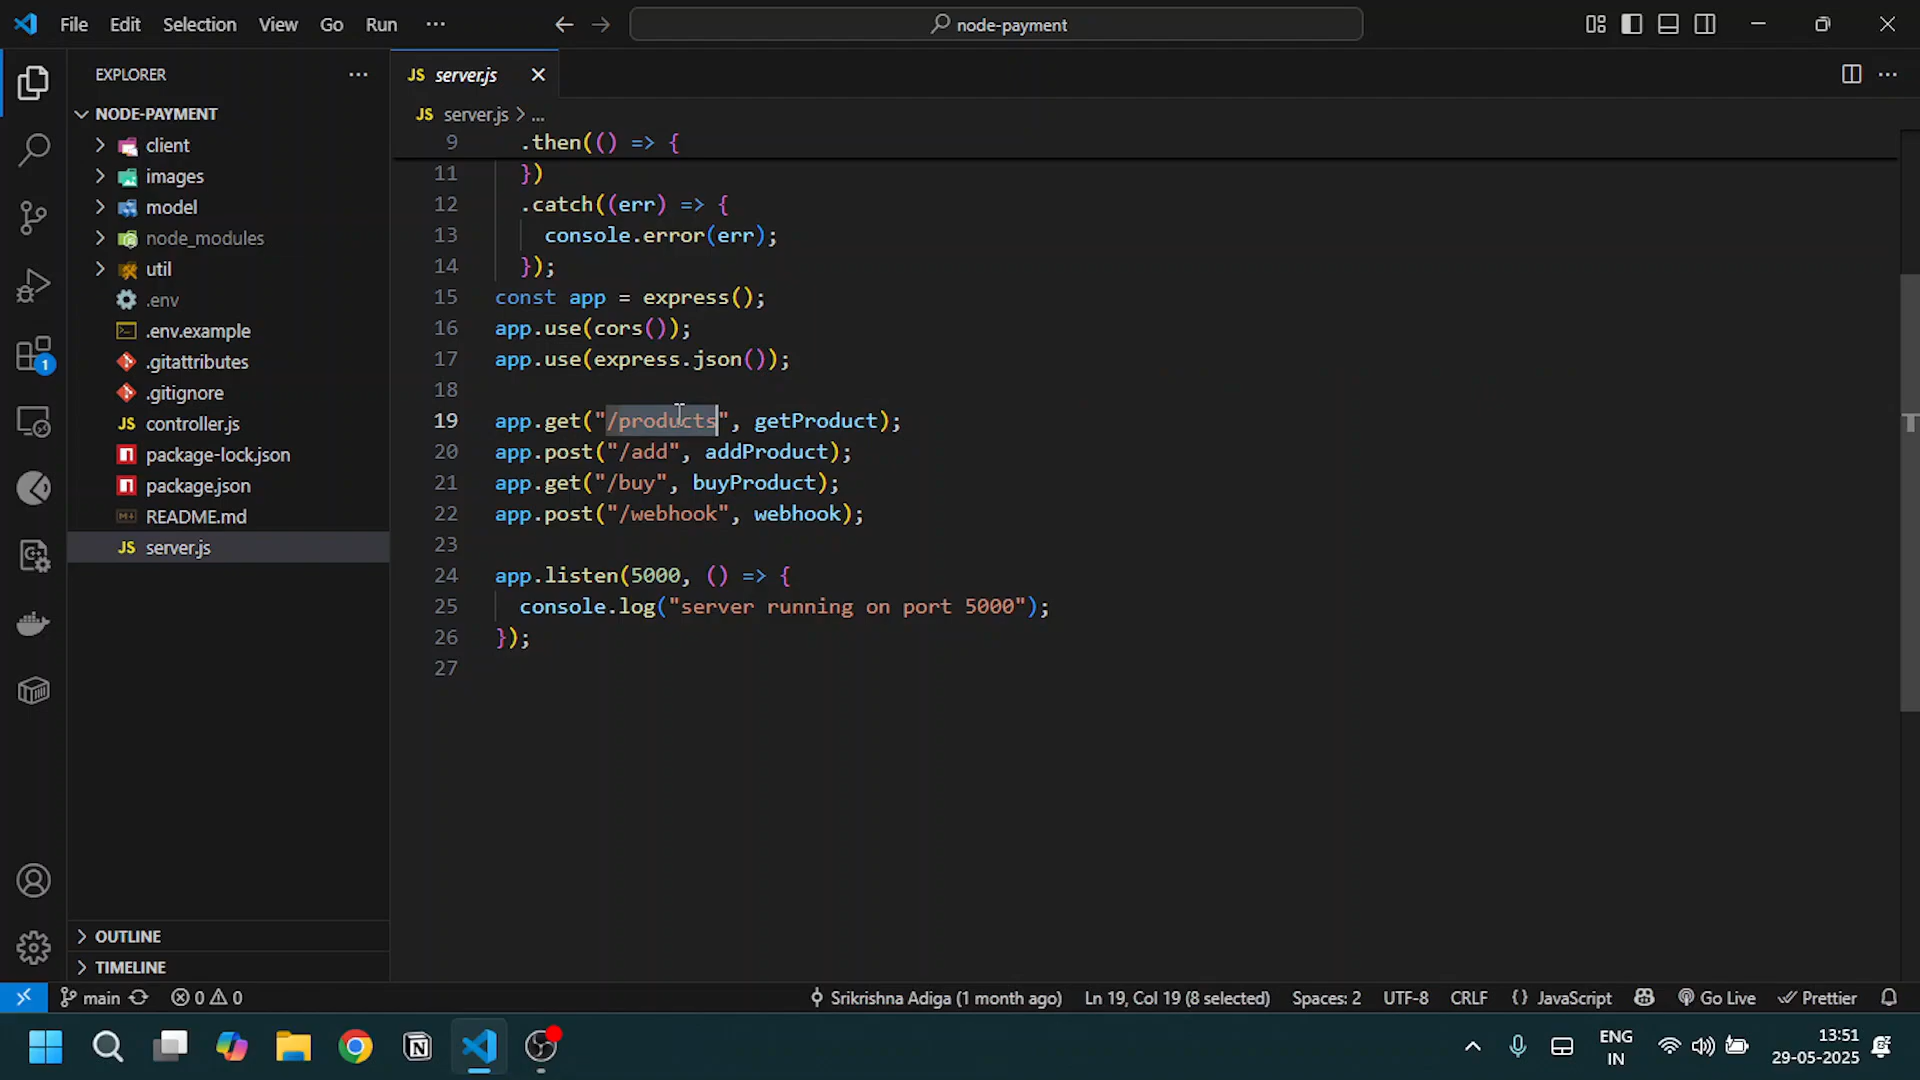 File Edit Selection View Go Run ···
node-payment
EXPLORER
NODE-PAYMENT
client
images
model
node_modules
util
.env
.env.example
.gitattributes
.gitignore
JS controller.js
package-lock.json
package.json
README.md
JS server.js
OUTLINE
TIMELINE
JS server.js
JS server.js > ...
9 .then(() => {
11 })
12 .catch((err) => {
13 console.error(err);
14 });
15 const app = express();
16 app.use(cors());
17 app.use(express.json());
18
19 app.get("/products", getProduct);
20 app.post("/add", addProduct);
21 app.get("/buy", buyProduct);
22 app.post("/webhook", webhook);
23
24 app.listen(5000, () => {
25 console.log("server running on port 5000");
26 });
27
1
main 0 0 Srikrishna Adiga (1 month ago) Ln 19, Col 19 (8 selected) Spaces: 2 UTF-8 CRLF {} JavaScript Go Live Prettier
ENG
IN
13:51
29-05-2025